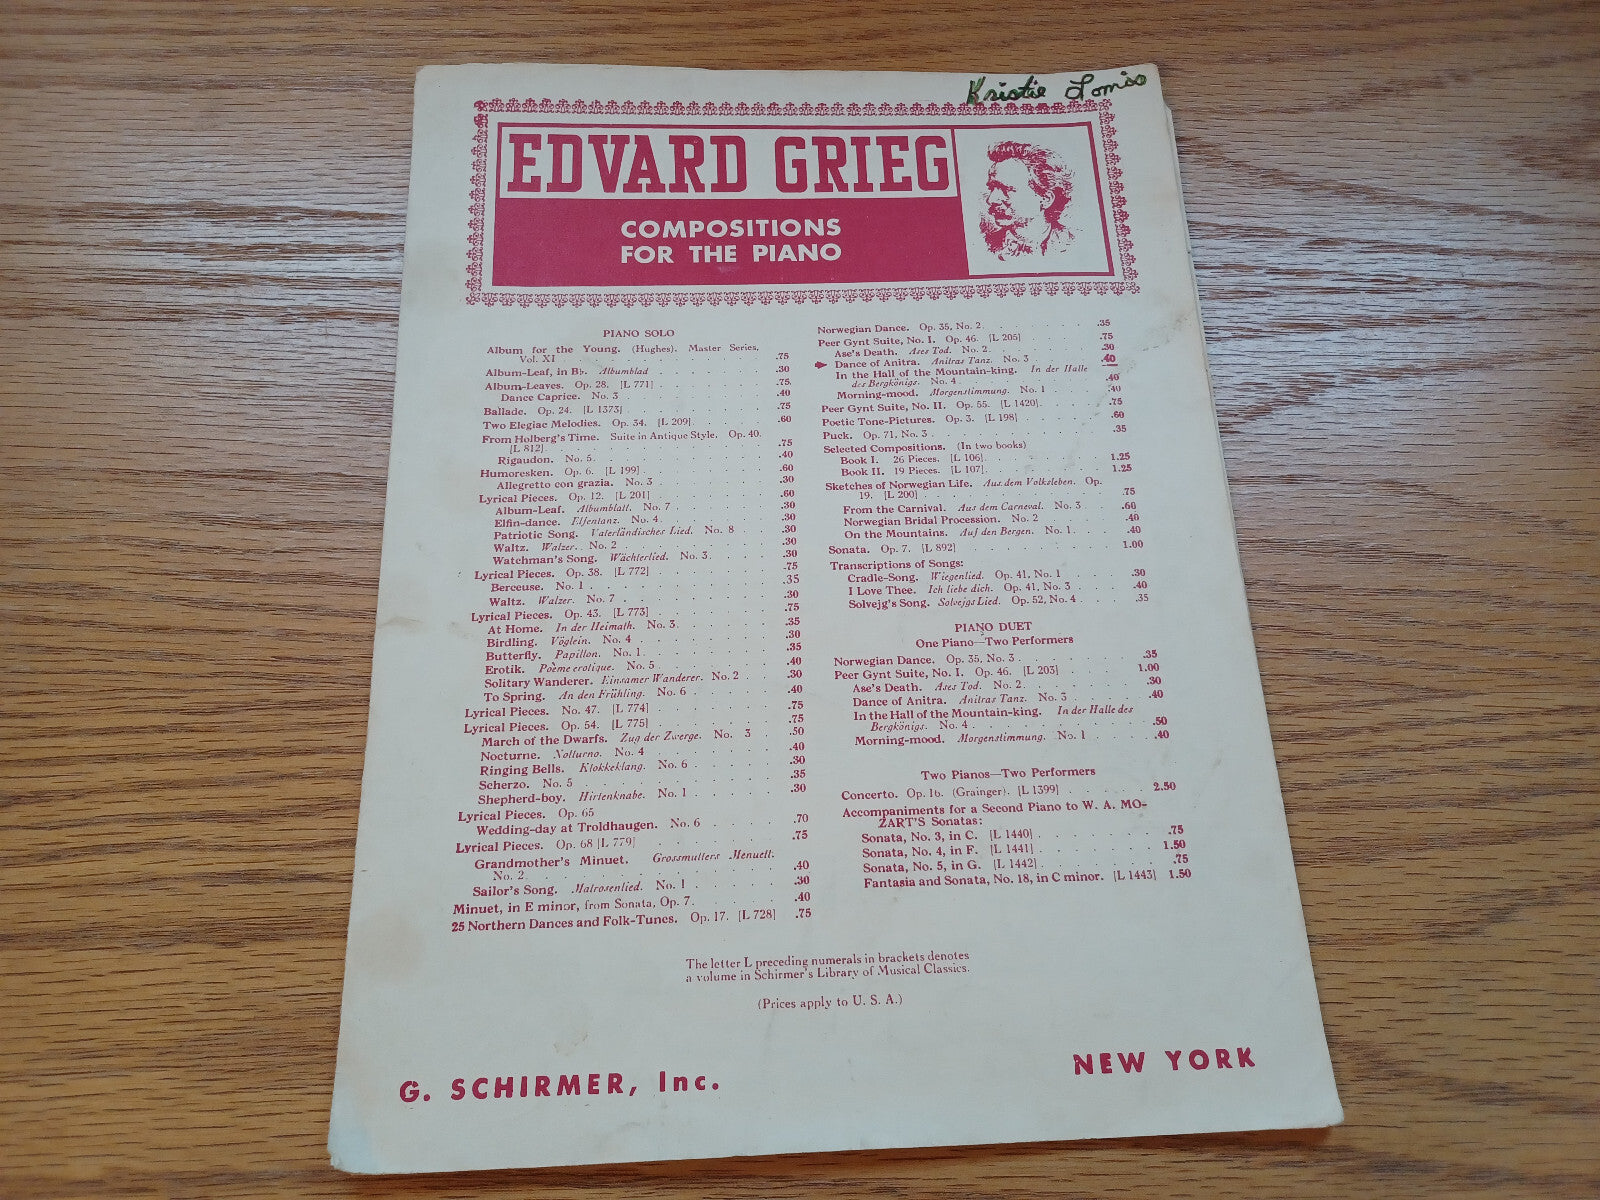 Kristie Lomis
EDVARD GRIEG
COMPOSITIONS
FOR THE PIANO
PIANO SOLO
Album for the Young. (Hughes). Master Series,
Vol. XI .75
Album-Leaf, in B♭. Albumblad .30
Album-Leaves. Op. 28. [L 771] .75
Dance Caprice. No. 3 .40
Ballade. Op. 24. [L 1373] .75
Two Elegiac Melodies. Op. 34. [L 209] .60
From Holberg's Time. Suite in Antique Style. Op. 40.
[L 812] .75
Rigaudon. No. 5 .40
Humoresken. Op. 6. [L 199] .60
Allegretto con grazia. No. 3 .30
Lyrical Pieces. Op. 12. [L 201] .60
Album-Leaf. Albumblatt. No. 7 .30
Elfin-dance. Elfentanz. No. 4 .30
Patriotic Song. Vaterländisches Lied. No. 8 .30
Waltz. Walzer. No. 2 .30
Watchman's Song. Wächterlied. No. 3 .30
Lyrical Pieces. Op. 38. [L 772] .75
Berceuse. No. 1 .35
Waltz. Walzer. No. 7 .30
Lyrical Pieces. Op. 43. [L 773] .75
At Home. In der Heimath. No. 3 .35
Birdling. Vöglein. No. 4 .30
Butterfly. Papillon. No. 1 .35
Erotik. Poème erotique. No. 5 .40
Solitary Wanderer. Einsamer Wanderer. No. 2 .30
To Spring. An den Frühling. No. 6 .40
Lyrical Pieces. No. 47. [L 774] .75
Lyrical Pieces. Op. 54. [L 775] .75
March of the Dwarfs. Zug der Zwerge. No. 3 .50
Nocturne. Notturno. No. 4 .40
Ringing Bells. Klokkeklang. No. 6 .30
Scherzo. No. 5 .35
Shepherd-boy. Hirtenknabe. No. 1 .30
Lyrical Pieces. Op. 65
Wedding-day at Troldhaugen. No. 6 .70
Lyrical Pieces. Op. 68 [L 779] .75
Grandmother's Minuet. Grossmutters Menuett.
No. 2 .40
Sailor's Song. Matrosenlied. No. 1 .30
Minuet, in E minor, from Sonata, Op. 7 .40
25 Northern Dances and Folk-Tunes. Op. 17. [L 728] .75
Norwegian Dance. Op. 35, No. 2 .35
Peer Gynt Suite, No. I. Op. 46. [L 205] .75
Ase's Death. Ases Tod. No. 2 .30
Dance of Anitra. Anitras Tanz. No. 3 .40
In the Hall of the Mountain-king. In der Halle
des Bergkönigs. No. 4 .40
Morning-mood. Morgenstimmung. No. 1 .40
Peer Gynt Suite, No. II. Op. 55. [L 1420] .75
Poetic Tone-Pictures. Op. 3. [L 198] .60
Puck. Op. 71, No. 3 .35
Selected Compositions. (In two books)
Book I. 26 Pieces. [L 106] 1.25
Book II. 19 Pieces. [L 107] 1.25
Sketches of Norwegian Life. Aus dem Volksleben. Op.
19. [L 200] .75
From the Carnival. Aus dem Carneval. No. 3 .60
Norwegian Bridal Procession. No. 2 .40
On the Mountains. Auf den Bergen. No. 1 .40
Sonata. Op. 7. [L 892] 1.00
Transcriptions of Songs:
Cradle-Song. Wiegenlied. Op. 41, No. 1 .30
I Love Thee. Ich liebe dich. Op. 41, No. 3 .40
Solvejg's Song. Solvejgs Lied. Op. 52, No. 4 .35
PIANO DUET
One Piano—Two Performers
Norwegian Dance. Op. 35, No. 3 .35
Peer Gynt Suite, No. I. Op. 46. [L 203] 1.00
Ase's Death. Ases Tod. No. 2 .30
Dance of Anitra. Anitras Tanz. No. 3 .40
In the Hall of the Mountain-king. In der Halle des
Bergkönigs. No. 4 .50
Morning-mood. Morgenstimmung. No. 1 .40
Two Pianos—Two Performers
Concerto. Op. 16. (Grainger). [L 1399] 2.50
Accompaniments for a Second Piano to W. A. MO-
ZART'S Sonatas:
Sonata, No. 3, in C. [L 1440] .75
Sonata, No. 4, in F. [L 1441] 1.50
Sonata, No. 5, in G. [L 1442] .75
Fantasia and Sonata, No. 18, in C minor. [L 1443] 1.50
The letter L preceding numerals in brackets denotes
a volume in Schirmer's Library of Musical Classics.
(Prices apply to U. S. A.)
G. SCHIRMER, Inc.
NEW YORK